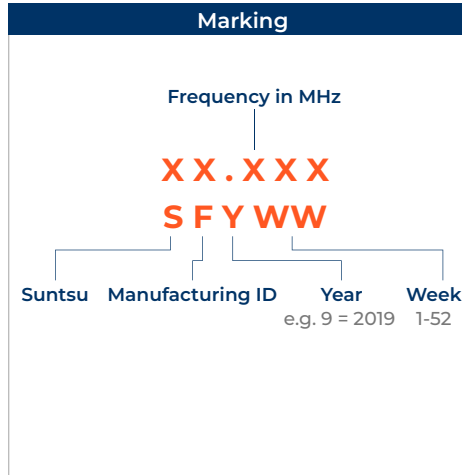 Marking
Frequency in MHz
XX.XXX
SFYWW
Suntsu Manufacturing ID Year Week
e.g. 9 = 2019 1-52